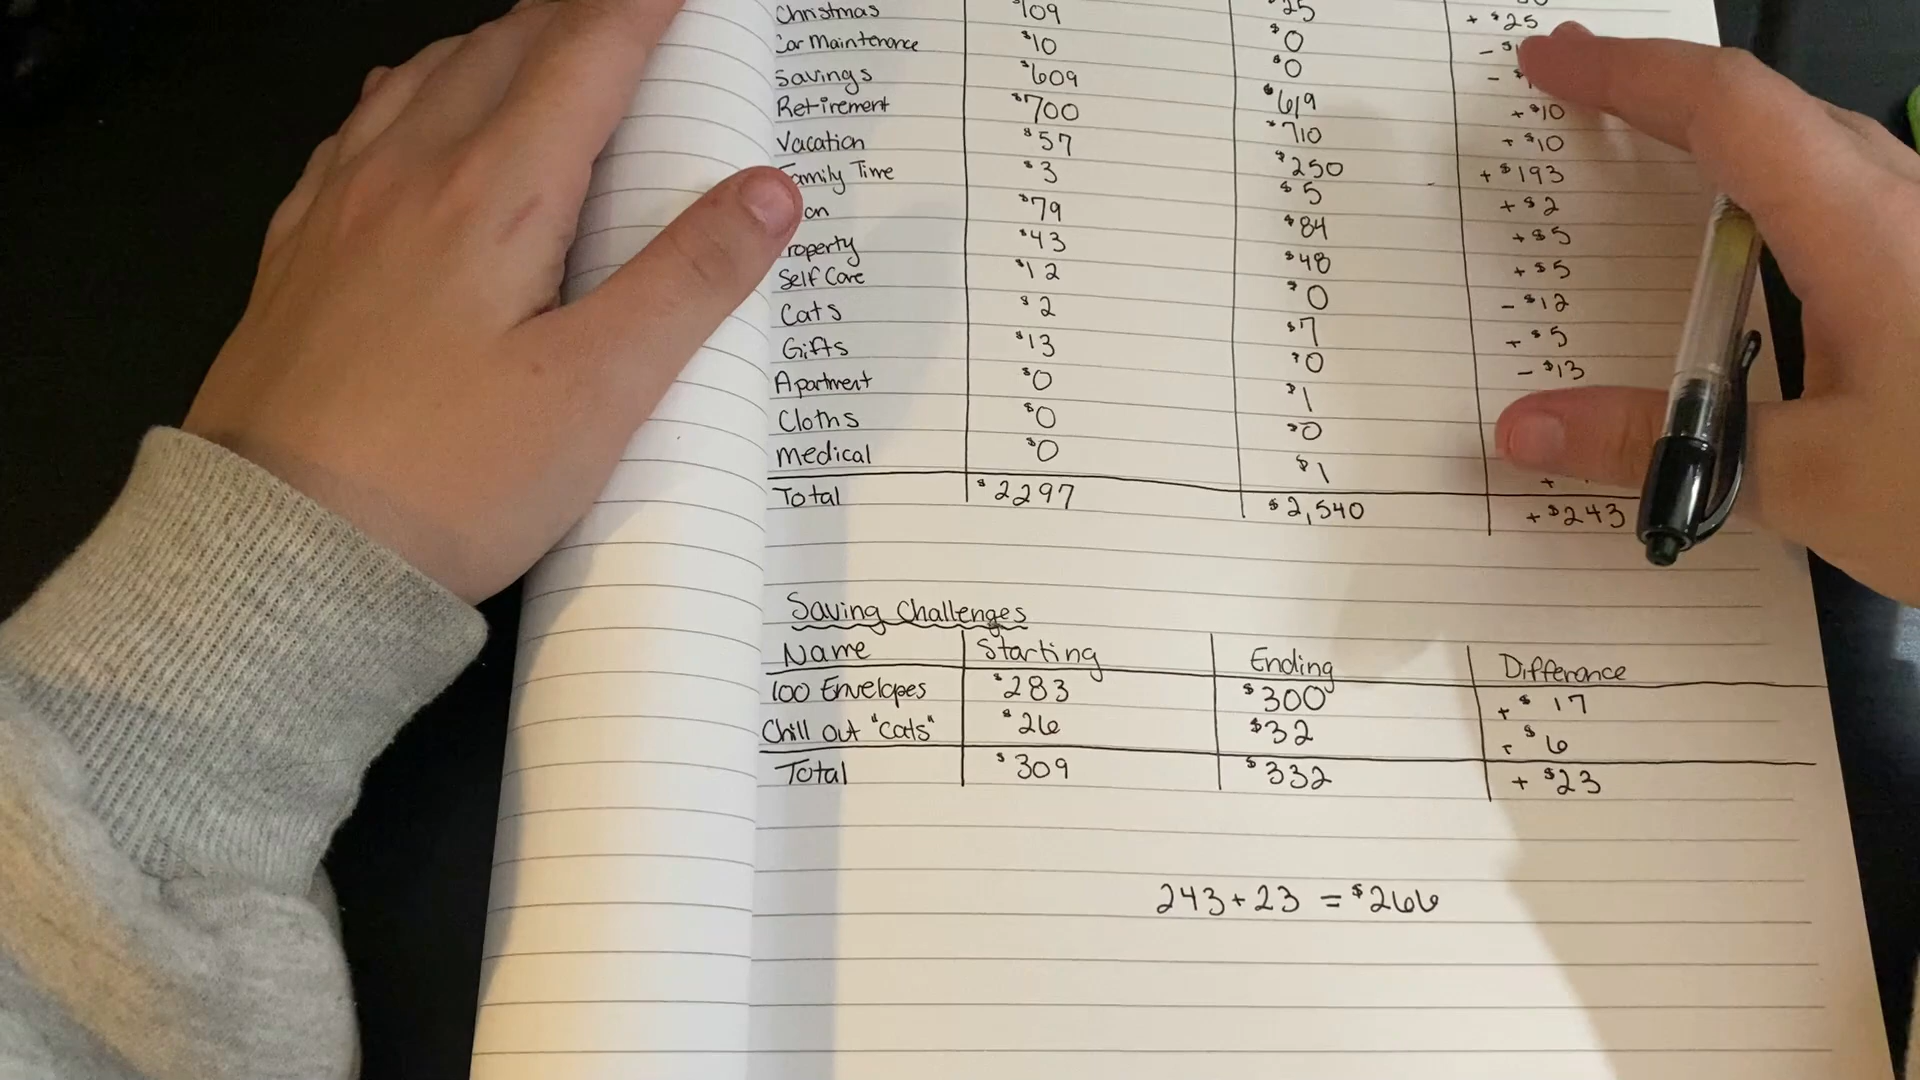 $25 + $25
Christmas $109 $0 - $
Car Maintenance $10 $0 - $
Savings $609 $619 + $10
Retirement $700 $710 + $10
Vacation $57 $250 + $193
Family Time $3 $5 + $2
$79 $84 + $5
Property $43 $48 + $5
Self Care $12 $0 - $12
Cats $2 $7 + $5
Gifts $13 $0 - $13
Apartment $0 $1
Cloths $0 $0
Medical $0 $1 +
Total $2297 $2,540 + $243
Saving Challenges
Name Starting Ending Difference
100 Envelopes $283 $300 + $17
Chill out "Cats" $26 $32 + $6
Total $309 $332 + $23
243 + 23 = $266